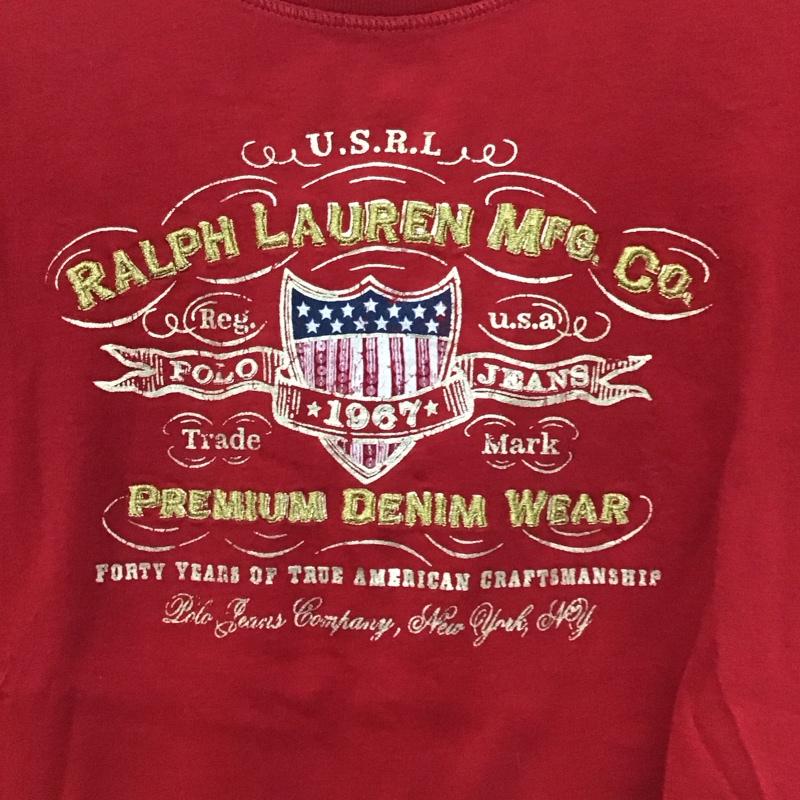 U.S.R.L
RALPH LAUREN MFG. CO.
Reg. u.s.a
POLO JEANS
1967
Trade Mark
PREMIUM DENIM WEAR
FORTY YEARS OF TRUE AMERICAN CRAFTSMANSHIP
Polo Jeans Company, New York, NY